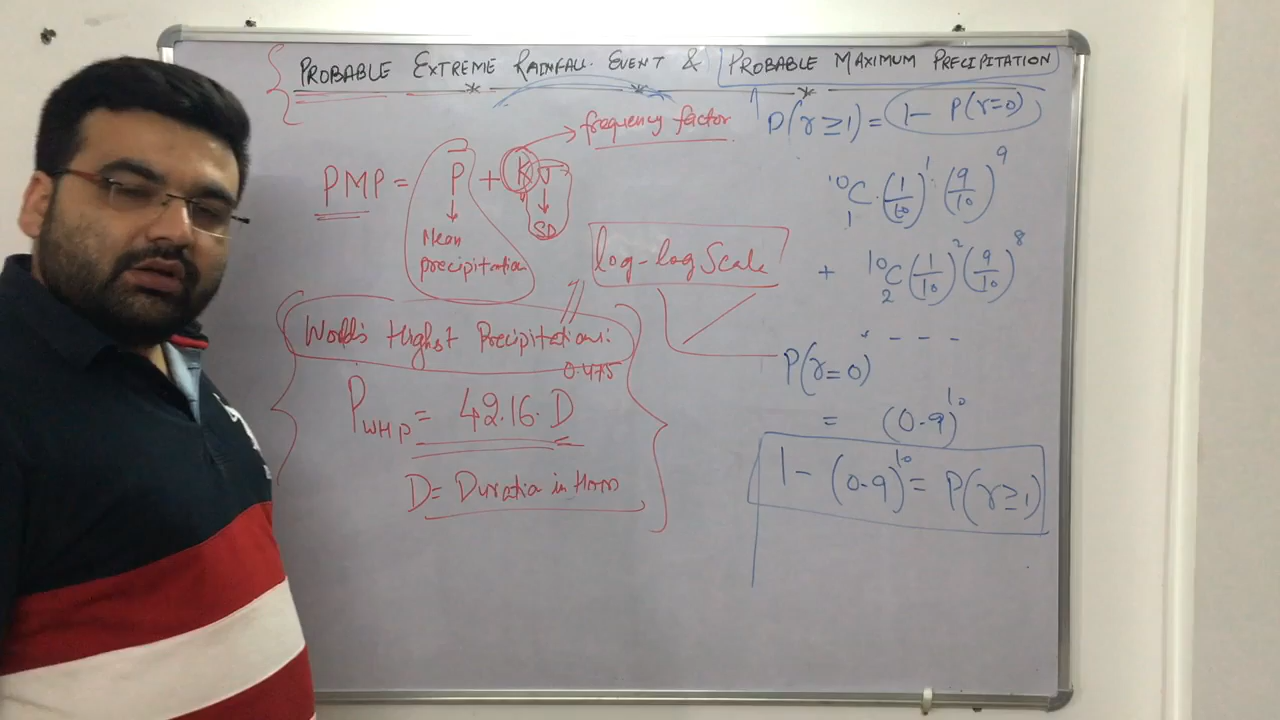 PROBABLE EXTREME RAINFALL EVENT & PROBABLE MAXIMUM PRECIPITATION
frequency factor
PMP = P̄ + Kσ
Mean precipitation
SD
log-log Scale
World's Highest Precipitation:
P_WHP = 42.16. D^0.475
D = Duration in Hours
P(r≥1) = 1 - P(r=0)
¹⁰C₁ . (1/10)¹ . (9/10)⁹
+ ¹⁰C₂ (1/10)² (9/10)⁸
- - -
P(r=0)
= (0.9)¹⁰
1 - (0.9)¹⁰ = P(r≥1)